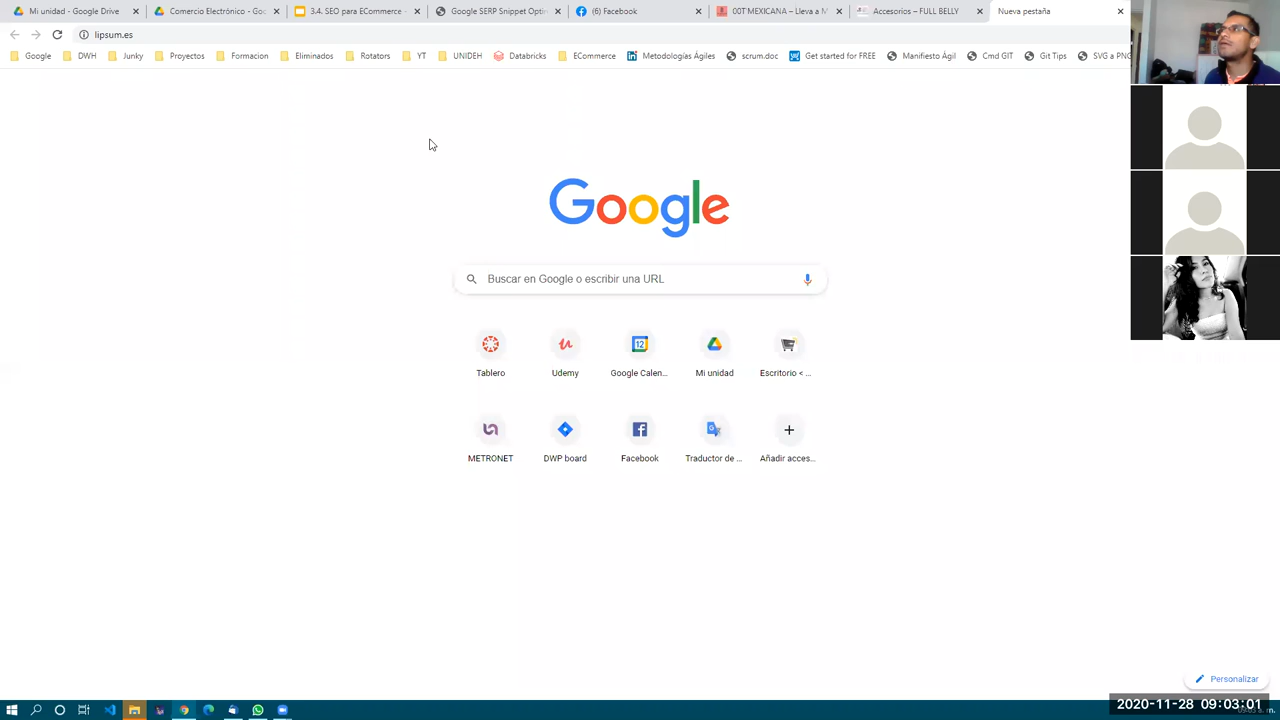 Mi unidad - Google Drive
Comercio Electrónico - Goo
3.4. SEO para ECommerce -
Google SERP Snippet Optim
(6) Facebook
00T MEXICANA – Lleva a M
Accesorios – FULL BELLY
Nueva pestaña
lipsum.es
Google
DWH
Junky
Proyectos
Formacion
Eliminados
Rotators
YT
UNIDEH
Databricks
ECommerce
Metodologías Ágiles
scrum.doc
Get started for FREE
Manifiesto Ágil
Cmd GIT
Git Tips
SVG a PNG
Google
Buscar en Google o escribir una URL
Tablero
Udemy
Google Calen...
Mi unidad
Escritorio < ...
METRONET
DWP board
Facebook
Traductor de ...
Añadir acces...
Personalizar
2020-11-28 09:03:01